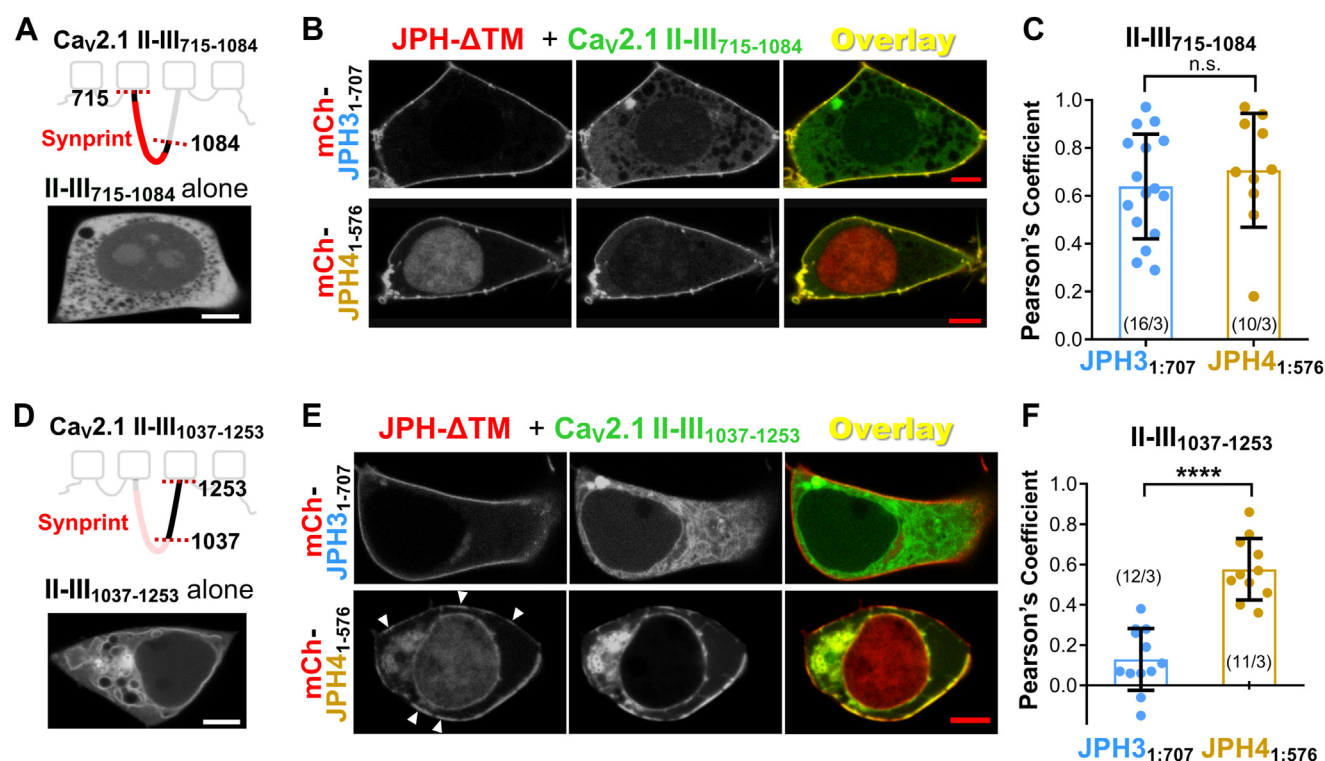 A
CaV2.1 II-III715-1084
715
Synprint
1084
II-III715-1084 alone
B
JPH-ΔTM + CaV2.1 II-III715-1084 Overlay
mCh-
JPH31-707
mCh-
JPH41-576
C
II-III715-1084
n.s.
Pearson's Coefficient
1.0
0.8
0.6
0.4
0.2
0.0
(16/3)
(10/3)
JPH31:707
JPH41:576
D
CaV2.1 II-III1037-1253
1253
Synprint
1037
II-III1037-1253 alone
E
JPH-ΔTM + CaV2.1 II-III1037-1253 Overlay
mCh-
JPH31-707
mCh-
JPH41-576
F
II-III1037-1253
****
Pearson's Coefficient
1.0
0.8
0.6
0.4
0.2
0.0
(12/3)
(11/3)
JPH31:707
JPH41:576